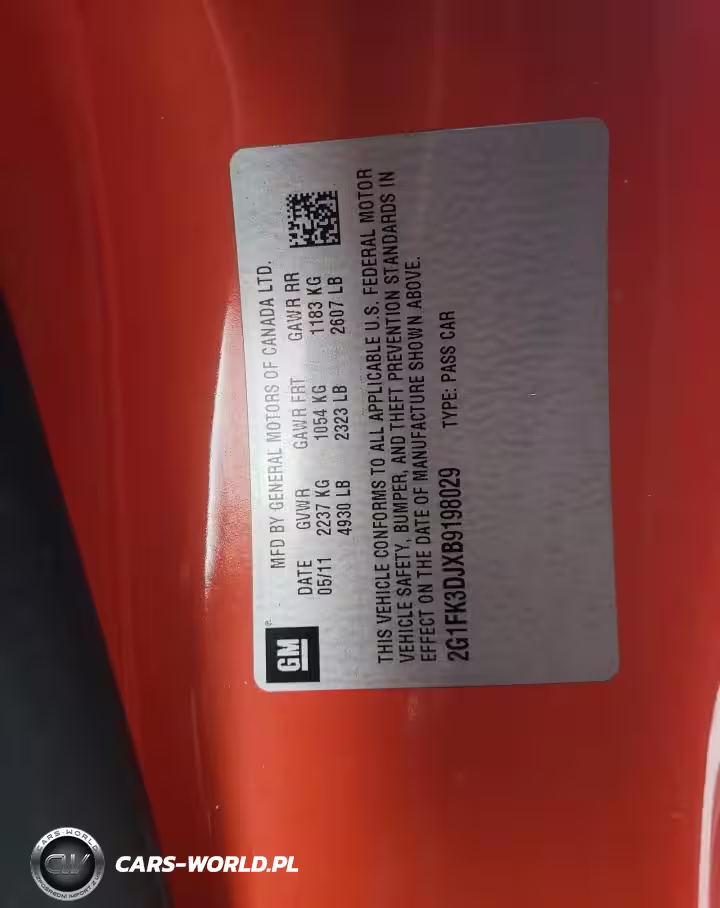 MFD BY GENERAL MOTORS OF CANADA LTD.
DATE GVWR GAWR FRT GAWR RR
05/11 2237 KG 1054 KG 1183 KG
4930 LB 2323 LB 2607 LB
GM
THIS VEHICLE CONFORMS TO ALL APPLICABLE U.S. FEDERAL MOTOR
VEHICLE SAFETY, BUMPER, AND THEFT PREVENTION STANDARDS IN
EFFECT ON THE DATE OF MANUFACTURE SHOWN ABOVE.
2G1FK3DJXB9198029 TYPE: PASS CAR
CARS-WORLD
CW
CARS-WORLD.PL